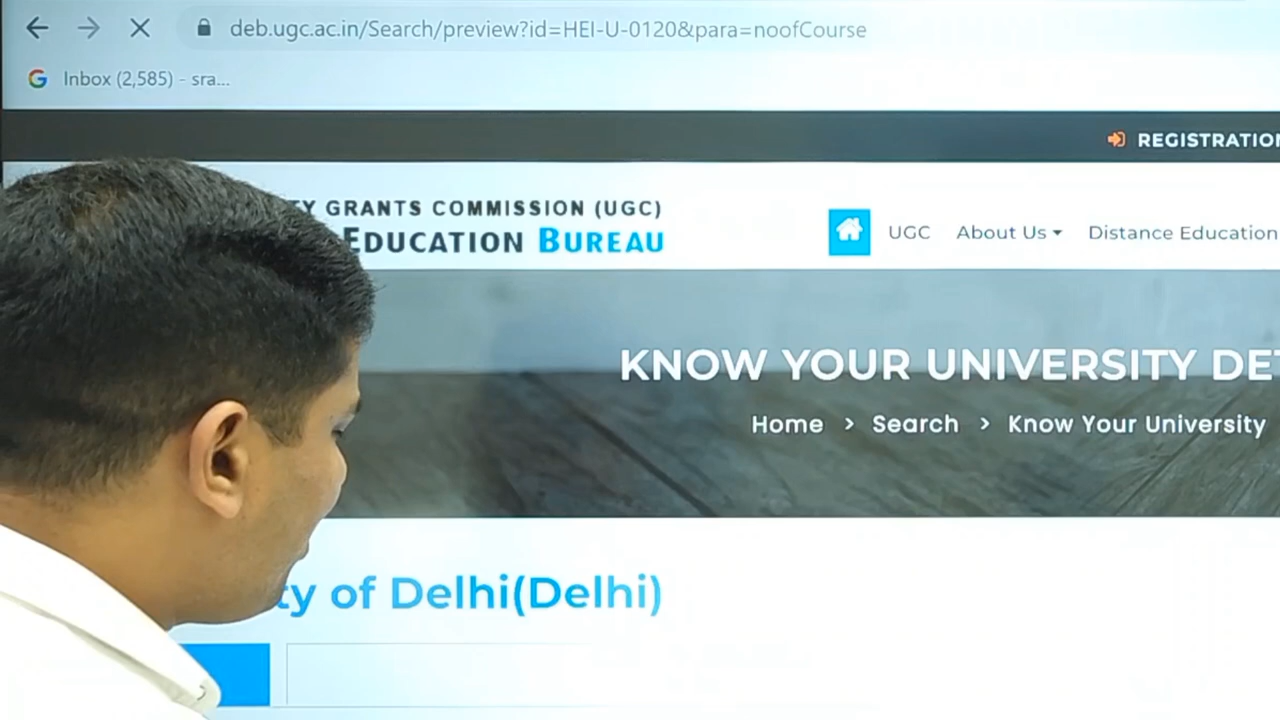 deb.ugc.ac.in/Search/preview?id=HEI-U-0120&para=noofCourse
Inbox (2,585) - sra...
REGISTRATION
TY GRANTS COMMISSION (UGC)
EDUCATION BUREAU
UGC About Us Distance Education
KNOW YOUR UNIVERSITY DET
Home > Search > Know Your University
ty of Delhi(Delhi)